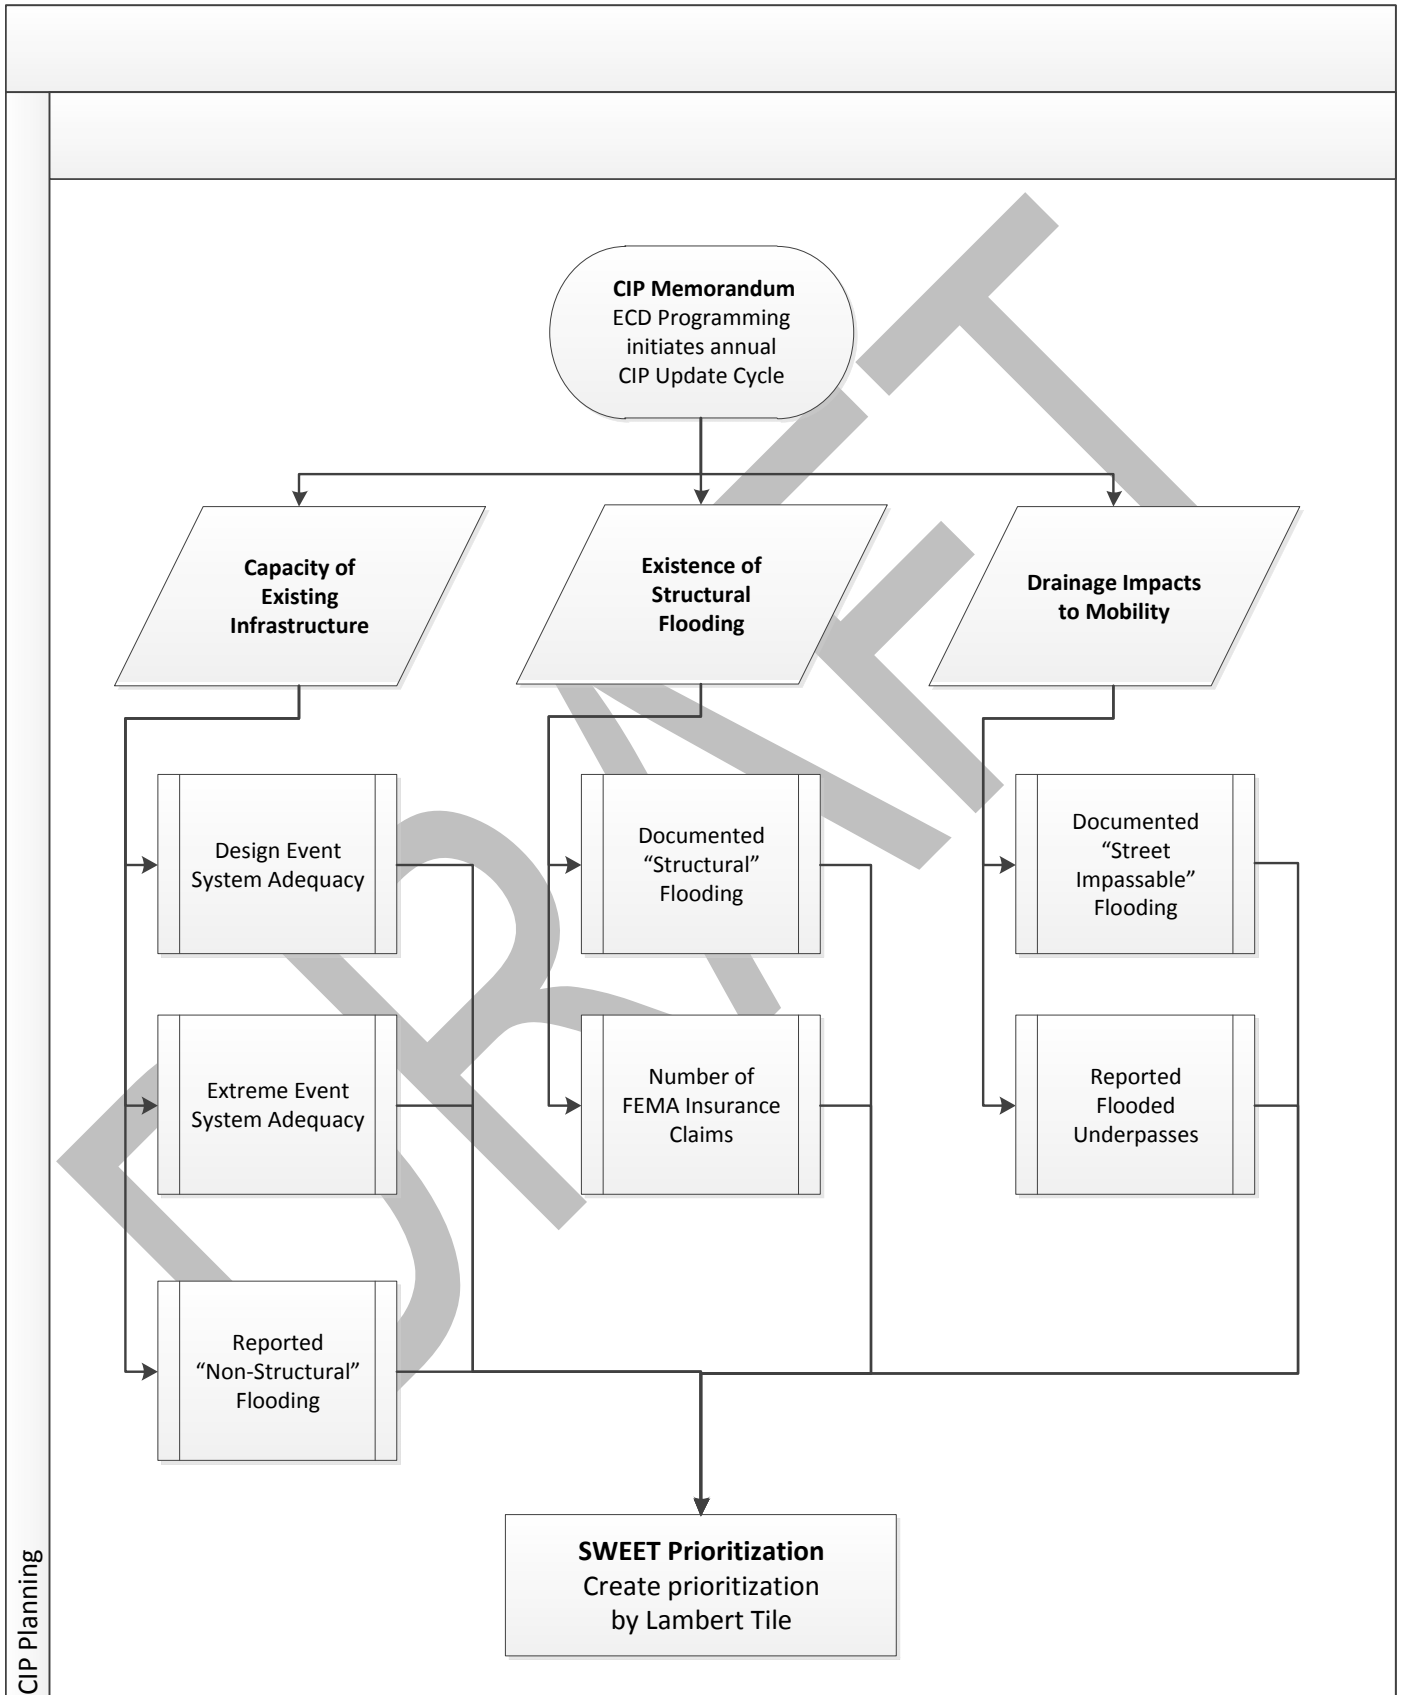 CIP Memorandum
ECD Programming
initiates annual
CIP Update Cycle
Capacity of
Existing
Infrastructure
Existence of
Structural
Flooding
Drainage Impacts
to Mobility
Design Event
System Adequacy
Documented
“Structural”
Flooding
Documented
“Street
Impassable”
Flooding
Extreme Event
System Adequacy
Number of
FEMA Insurance
Claims
Reported
Flooded
Underpasses
Reported
“Non-Structural”
Flooding
SWEET Prioritization
Create prioritization
by Lambert Tile
CIP Planning
DRAFT